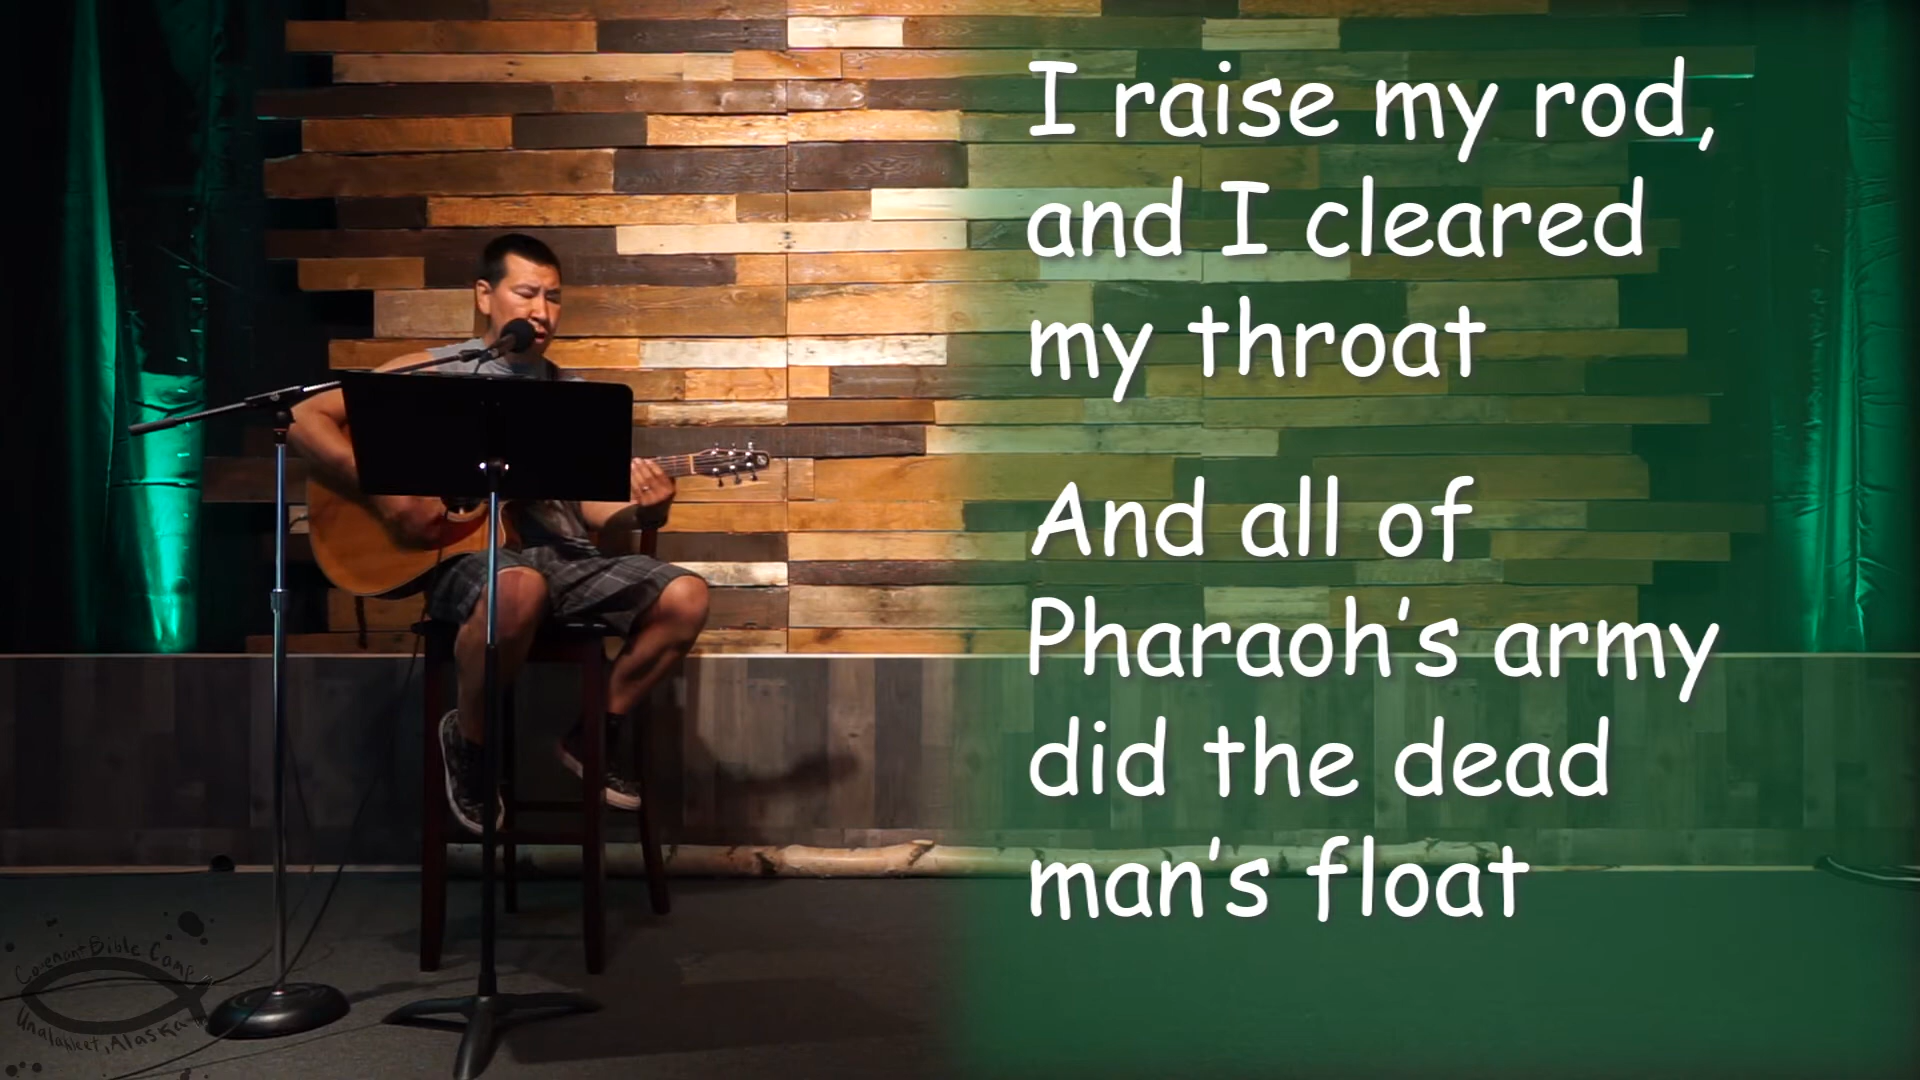 I raise my rod,
and I cleared
my throat
And all of
Pharaoh's army
did the dead
man's float
Covenant Bible Camp
Unalakleet, Alaska